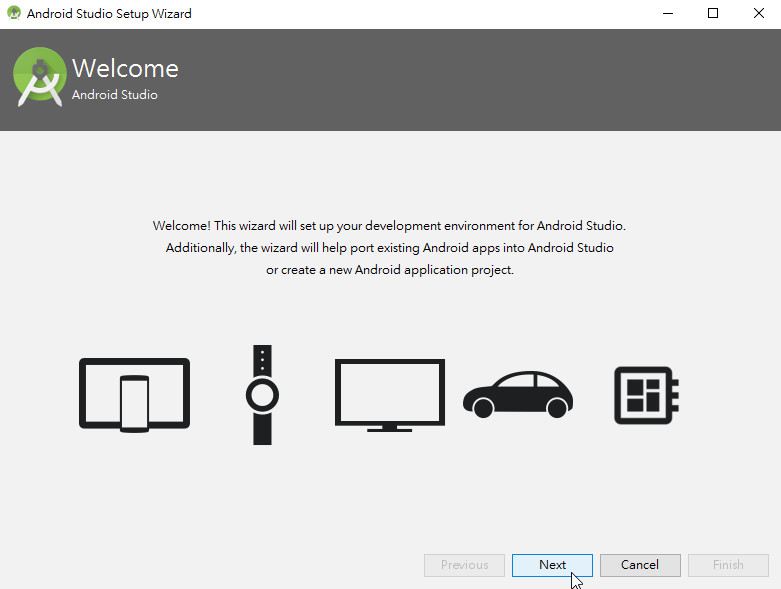 Android Studio Setup Wizard
Welcome
Android Studio
Welcome! This wizard will set up your development environment for Android Studio.
Additionally, the wizard will help port existing Android apps into Android Studio
or create a new Android application project.
Previous
Next
Cancel
Finish